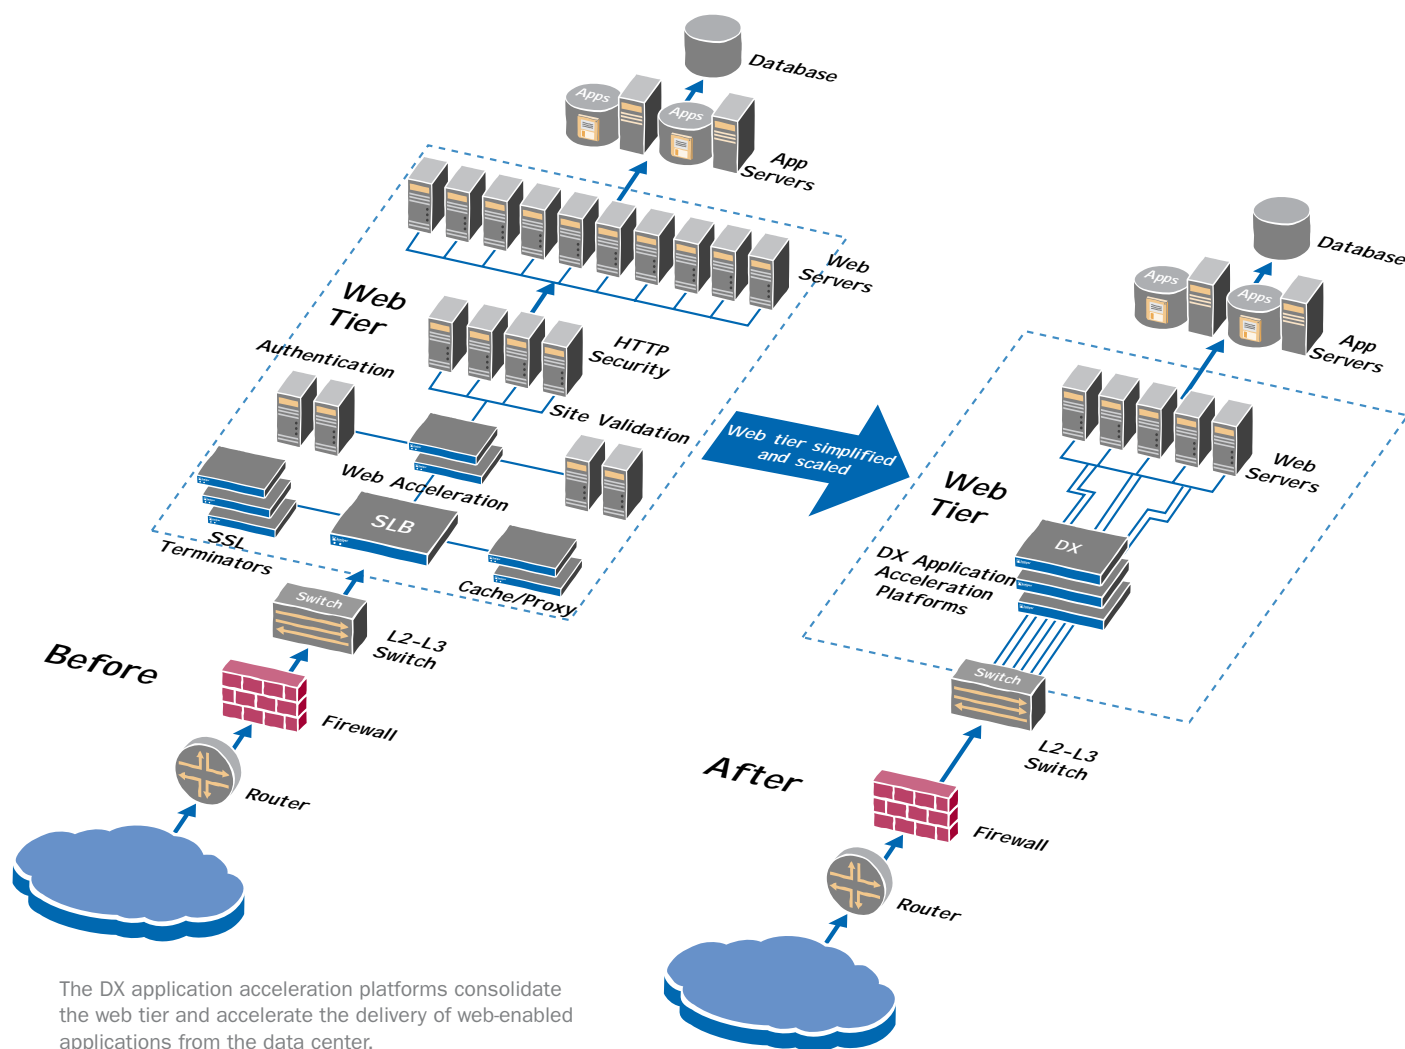 Database
Apps
Apps
App
Servers
Web
Servers
Web
Tier
HTTP
Security
Authentication
Site Validation
Web Acceleration
SLB
SSL
Terminators
Cache/Proxy
Switch
L2-L3
Switch
Before
Firewall
Router
Web tier simplified
and scaled
Database
Apps
Apps
App
Servers
Web
Servers
Web
Tier
DX
DX Application
Acceleration
Platforms
Switch
L2-L3
Switch
After
Firewall
Router
The DX application acceleration platforms consolidate
the web tier and accelerate the delivery of web-enabled
applications from the data center.